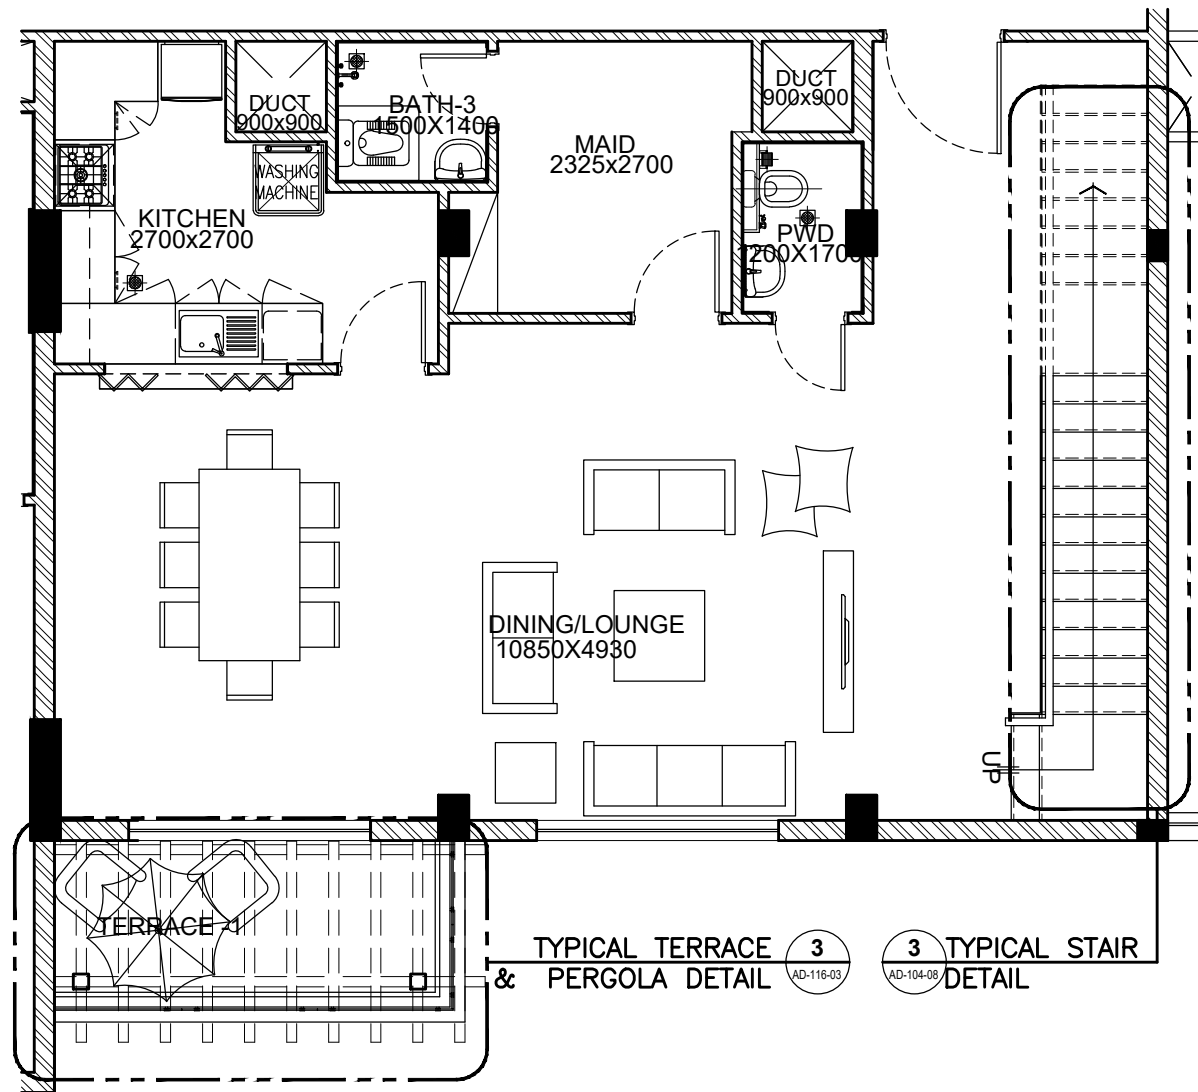 DUCT
900x900
BATH-3
1500X1400
MAID
2325x2700
DUCT
900x900
WASHING
MACHINE
KITCHEN
2700x2700
PWD
1200X1700
DINING/LOUNGE
10850X4930
UP
TERRACE -1
TYPICAL TERRACE
& PERGOLA DETAIL
3
AD-116-03
3
AD-104-08
TYPICAL STAIR
DETAIL